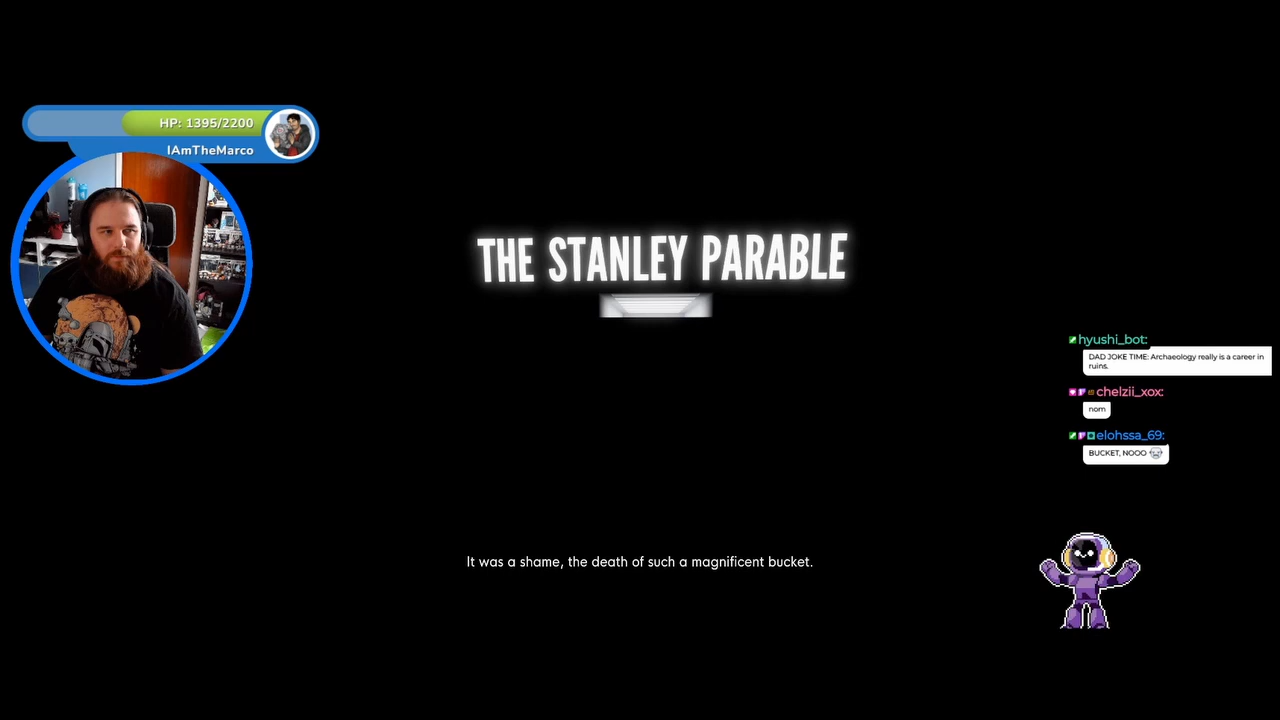 HP: 1395/2200
IAmTheMarco
THE STANLEY PARABLE
hyushi_bot:
DAD JOKE TIME: Archaeology really is a career in
ruins.
chelzii_xox:
nom
elohssa_69:
BUCKET, NOOO
It was a shame, the death of such a magnificent bucket.